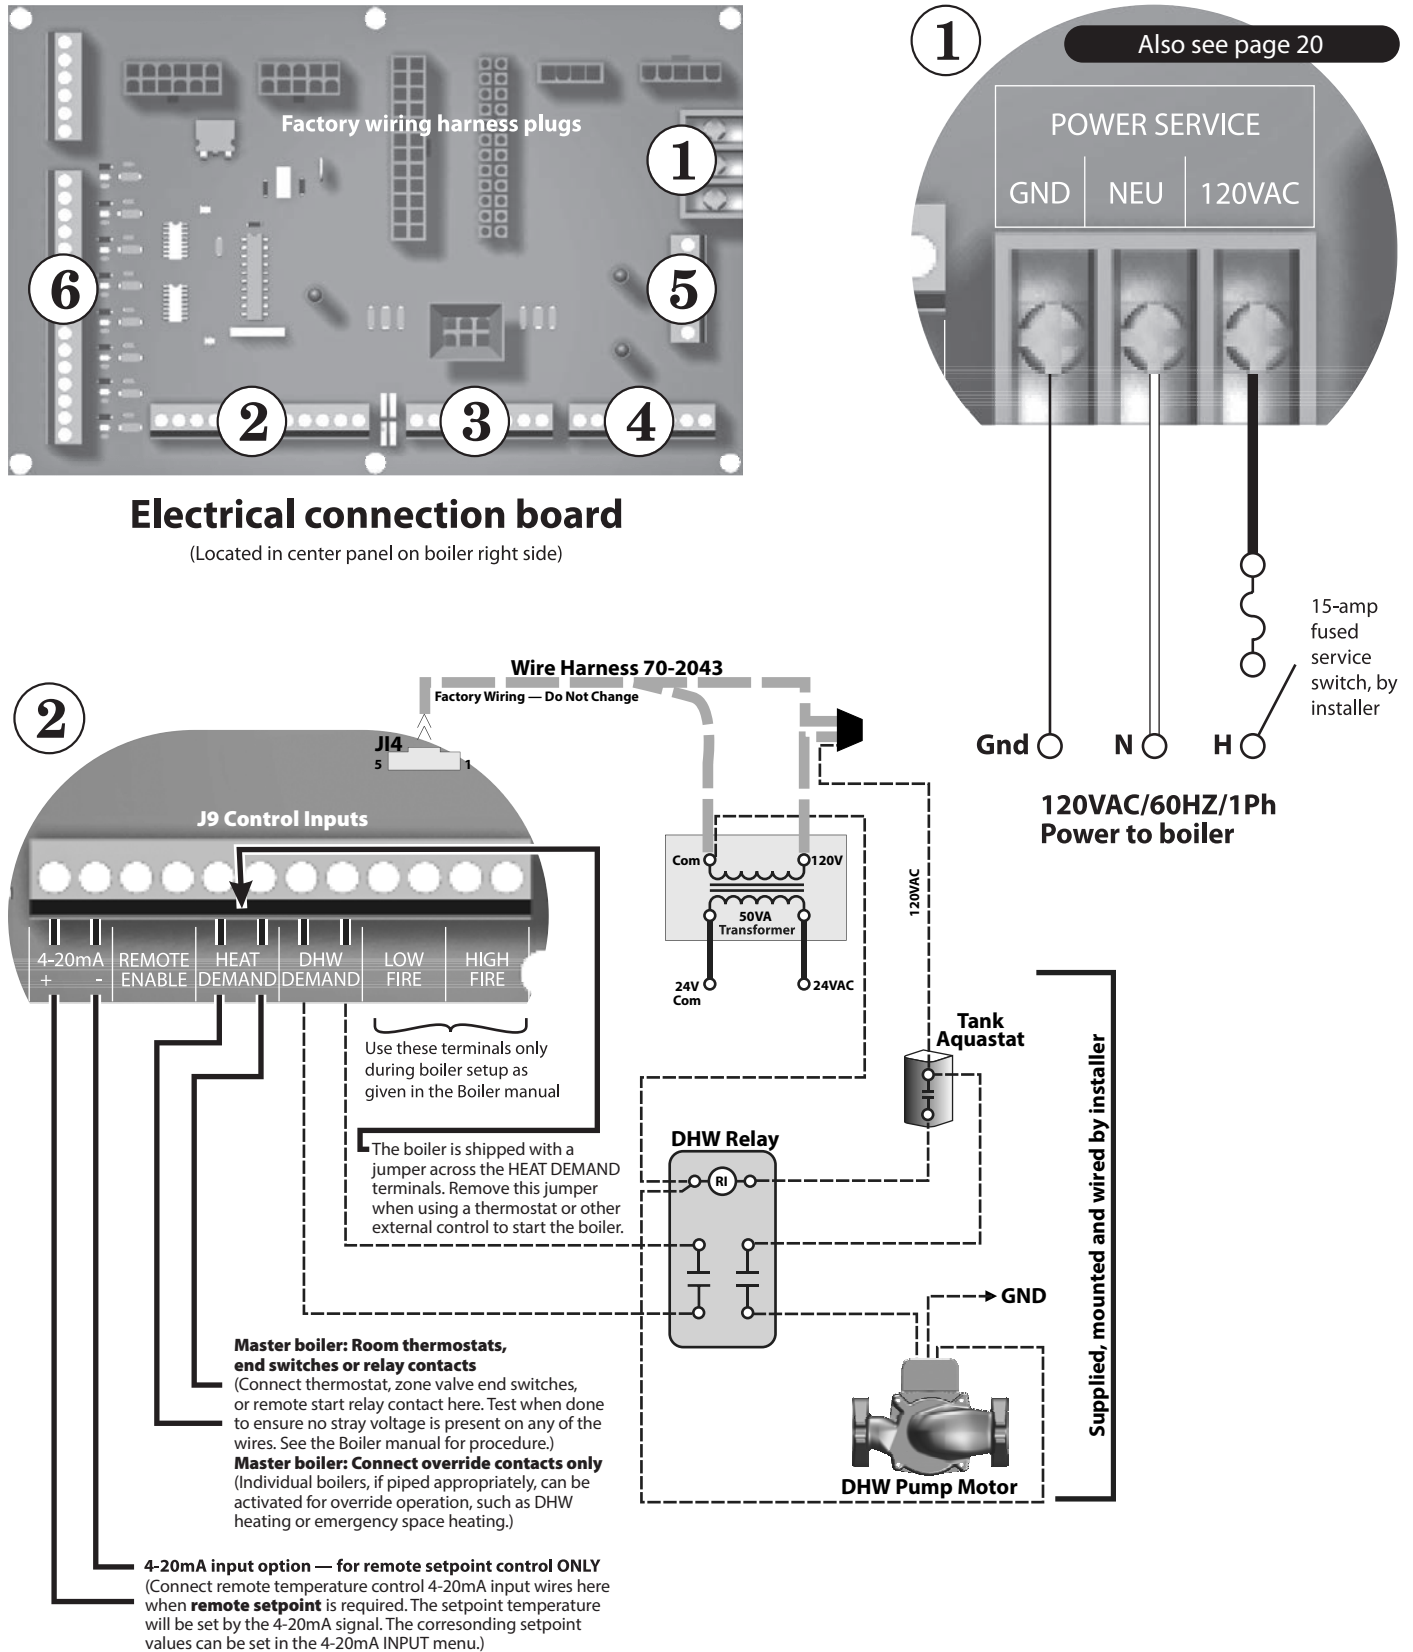 Factory wiring harness plugs
1
2
3
4
5
6
Electrical connection board
(Located in center panel on boiler right side)
1
Also see page 20
POWER SERVICE
GND
NEU
120VAC
15-amp
fused
service
switch, by
installer
Gnd
N
H
120VAC/60HZ/1Ph
Power to boiler
2
Wire Harness 70-2043
Factory Wiring — Do Not Change
JI4
5
1
J9 Control Inputs
4-20mA
+ -
REMOTE
ENABLE
HEAT
DEMAND
DHW
DEMAND
LOW
FIRE
HIGH
FIRE
Com
120V
50VA
Transformer
24V
Com
24VAC
120VAC
Tank
Aquastat
Use these terminals only
during boiler setup as
given in the Boiler manual
The boiler is shipped with a
jumper across the HEAT DEMAND
terminals. Remove this jumper
when using a thermostat or other
external control to start the boiler.
DHW Relay
RI
GND
DHW Pump Motor
Supplied, mounted and wired by installer
Master boiler: Room thermostats,
end switches or relay contacts
(Connect thermostat, zone valve end switches,
or remote start relay contact here. Test when done
to ensure no stray voltage is present on any of the
wires. See the Boiler manual for procedure.)
Master boiler: Connect override contacts only
(Individual boilers, if piped appropriately, can be
activated for override operation, such as DHW
heating or emergency space heating.)
4-20mA input option — for remote setpoint control ONLY
(Connect remote temperature control 4-20mA input wires here
when remote setpoint is required. The setpoint temperature
will be set by the 4-20mA signal. The corresonding setpoint
values can be set in the 4-20mA INPUT menu.)